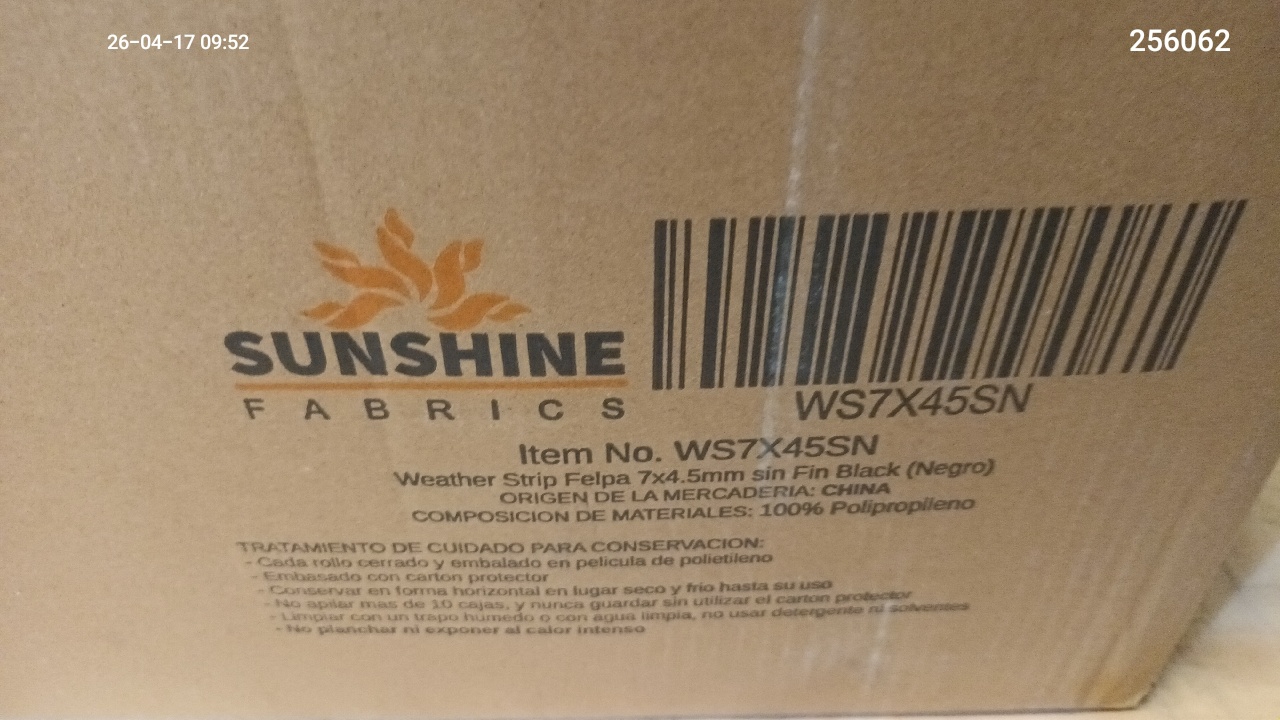 26-04-17 09:52
256062
SUNSHINE
FABRICS
WS7X45SN
Item No. WS7X45SN
Weather Strip Felpa 7x4.5mm sin Fin Black (Negro)
ORIGEN DE LA MERCADERIA: CHINA
COMPOSICION DE MATERIALES: 100% Polipropileno
TRATAMIENTO DE CUIDADO PARA CONSERVACION:
- Cada rollo cerrado y embalado en pelicula de polietileno
- Embasado con carton protector
- Conservar en forma horizontal en lugar seco y frio hasta su uso
- No apilar mas de 10 cajas, y nunca guardar sin utilizar el carton protector
- Limpiar con un trapo humedo o con agua limpia, no usar detergente ni solventes
- No planchar ni exponer al calor intenso